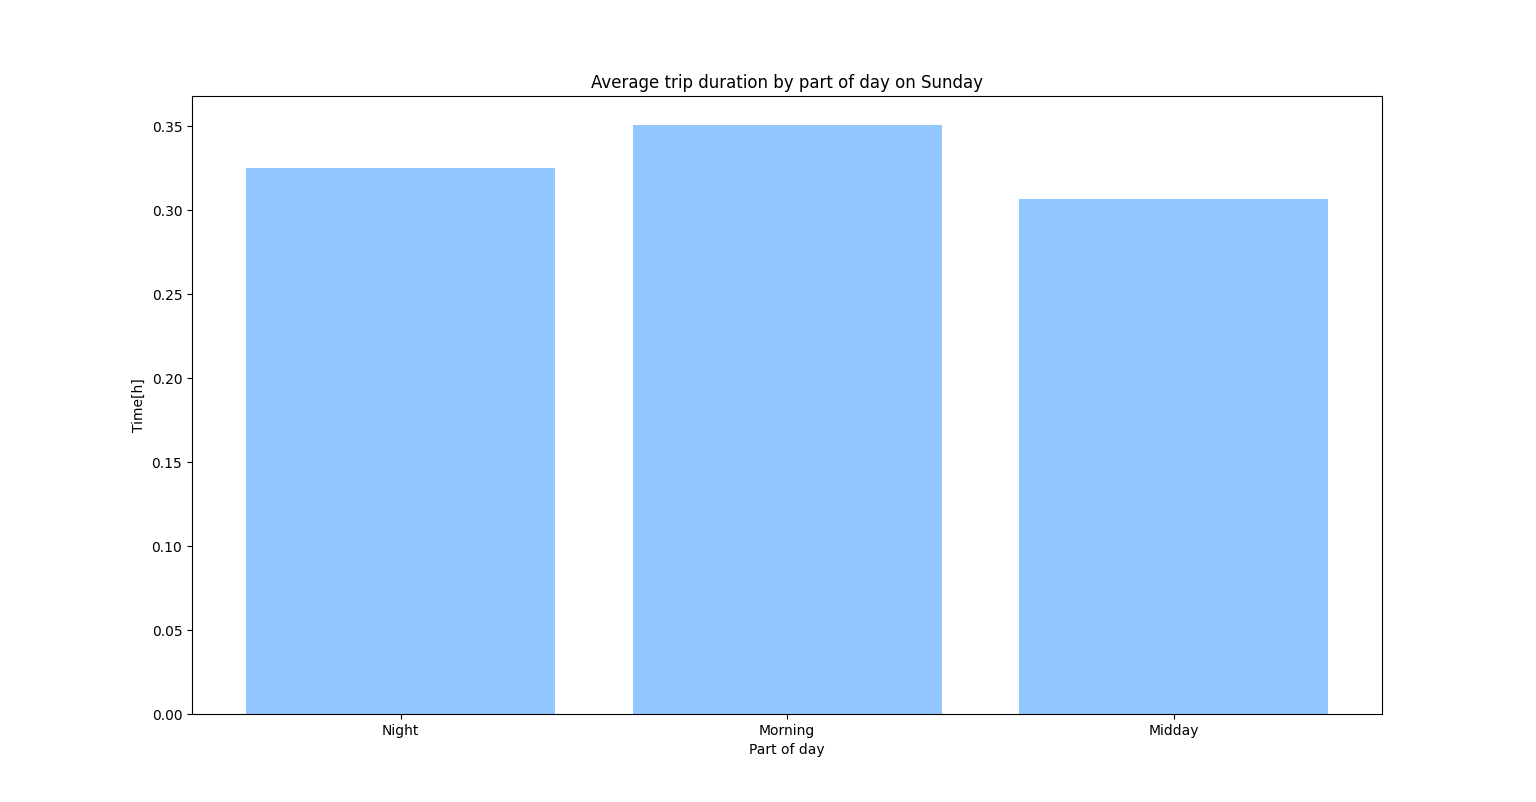 Average trip duration by part of day on Sunday
0.35
0.30
0.25
0.20
0.15
0.10
0.05
0.00
Time[h]
Night Morning Midday
Part of day